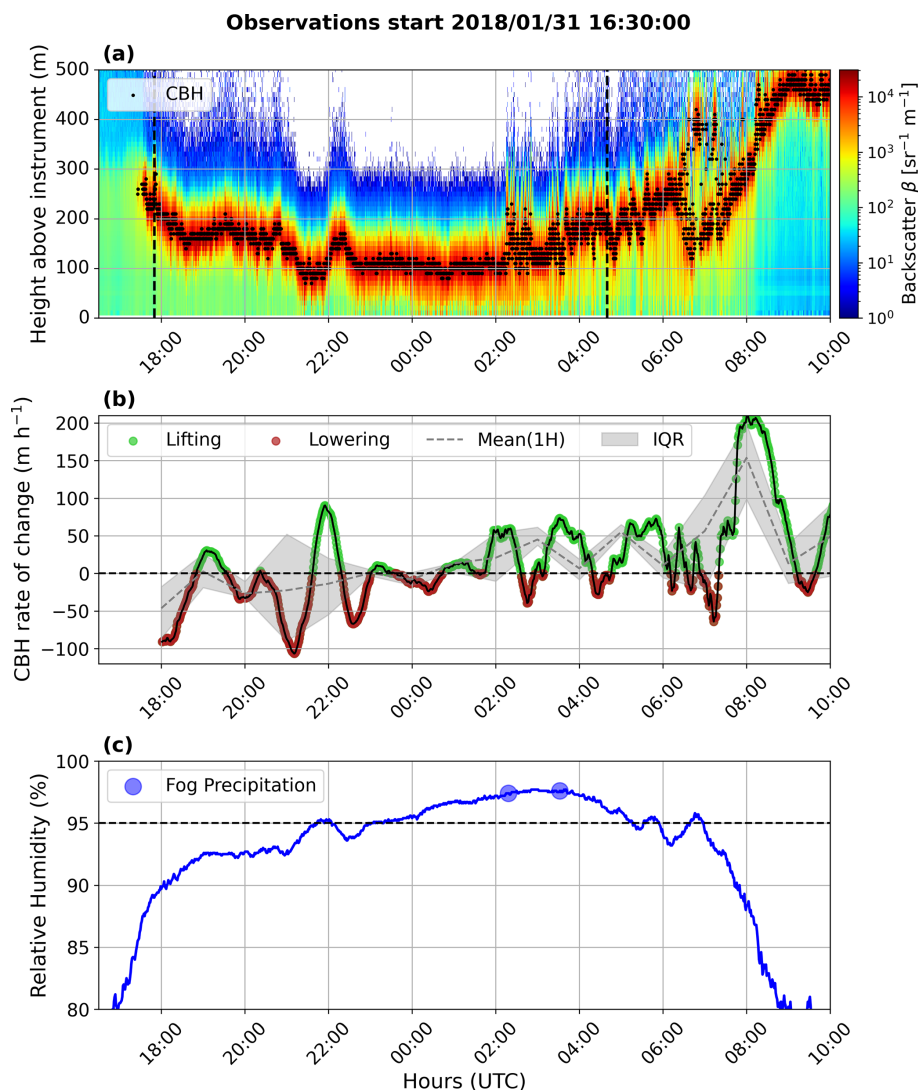 Observations start 2018/01/31 16:30:00
(a)
Height above instrument (m)
500
400
300
200
100
0
CBH
18:00 20:00 22:00 00:00 02:00 04:00 06:00 08:00 10:00
10⁴
10³
10²
10¹
10⁰
Backscatter β [sr⁻¹ m⁻¹]
(b)
CBH rate of change (m h⁻¹)
200
150
100
50
0
−50
−100
Lifting Lowering Mean(1H) IQR
18:00 20:00 22:00 00:00 02:00 04:00 06:00 08:00 10:00
(c)
Relative Humidity (%)
100
95
90
85
80
Fog Precipitation
18:00 20:00 22:00 00:00 02:00 04:00 06:00 08:00 10:00
Hours (UTC)